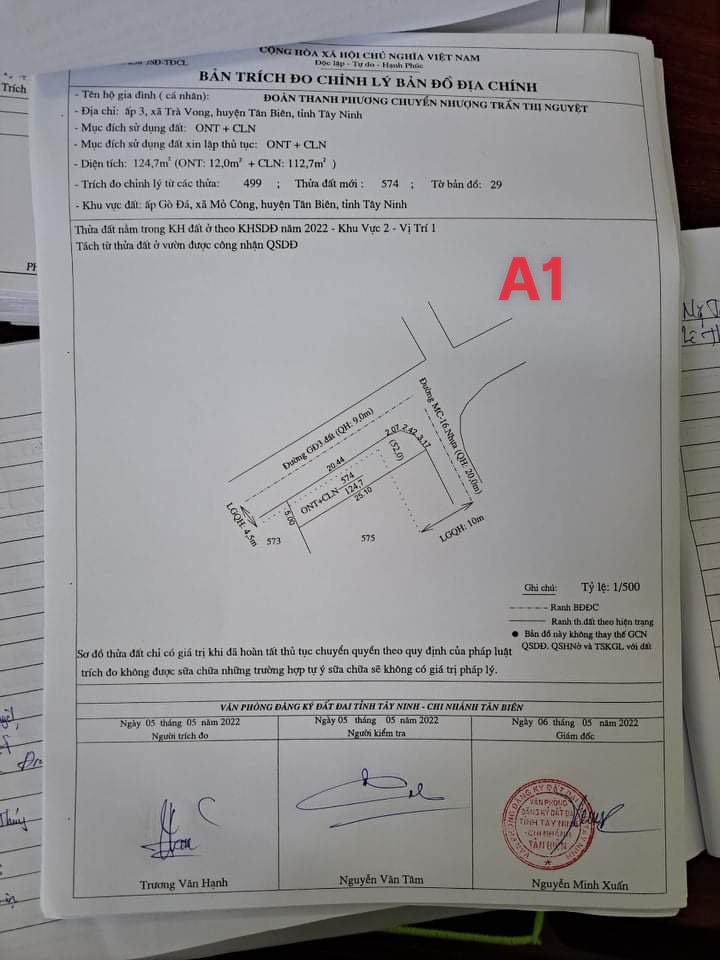 Trích
CỘNG HÒA XÃ HỘI CHỦ NGHĨA VIỆT NAM
Độc lập - Tự do - Hạnh Phúc
BẢN TRÍCH ĐO CHỈNH LÝ BẢN ĐỒ ĐỊA CHÍNH
- Tên hộ gia đình ( cá nhân): ĐOÀN THANH PHƯƠNG CHUYỂN NHƯỢNG TRẦN THỊ NGUYỆT
- Địa chỉ: ấp 3, xã Trà Vong, huyện Tân Biên, tỉnh Tây Ninh
- Mục đích sử dụng đất: ONT + CLN
- Mục đích sử dụng đất xin lập thủ tục: ONT + CLN
- Diện tích: 124,7m² (ONT: 12,0m² + CLN: 112,7m² )
- Trích đo chỉnh lý từ các thửa: 499 ; Thửa đất mới : 574 ; Tờ bản đồ: 29
- Khu vực đất: ấp Gò Đá, xã Mỏ Công, huyện Tân Biên, tỉnh Tây Ninh
Thửa đất nằm trong KH đất ở theo KHSDĐ năm 2022 - Khu Vực 2 - Vị Trí 1
Tách từ thửa đất ở vườn được công nhận QSDĐ
A1
Đường GĐ3 đất (QH: 9.0m)
Đường MC-16.Nhựa (QH: 20.0m)
2.07
2.42
3.17
(52,0)
20.44
ONT+CLN 574
124,7
25.10
5.00
LGQH: 4,5m
LGQH: 10m
573
575
Ghi chú: Tỷ lệ: 1/500
Ranh BĐĐC
Ranh th.đất theo hiện trạng
● Bản đồ này không thay thế GCN
QSDĐ. QSHNở và TSKGL với đất
Sơ đồ thửa đất chỉ có giá trị khi đã hoàn tất thủ tục chuyển quyền theo quy định của pháp luật
trích đo không được sữa chữa những trường hợp tự ý sữa chữa sẽ không có giá trị pháp lý.
VĂN PHÒNG ĐĂNG KÝ ĐẤT ĐAI TỈNH TÂY NINH - CHI NHÁNH TÂN BIÊN
Ngày 05 tháng 05 năm 2022
Người trích đo
Ngày 05 tháng 05 năm 2022
Người kiểm tra
Ngày 06 tháng 05 năm 2022
Giám đốc
VĂN PHÒNG
ĐĂNG KÝ ĐẤT ĐAI
TỈNH TÂY NINH
- CHI NHÁNH
TÂN BIÊN
Trương Văn Hạnh
Nguyễn Văn Tâm
Nguyễn Minh Xuấn